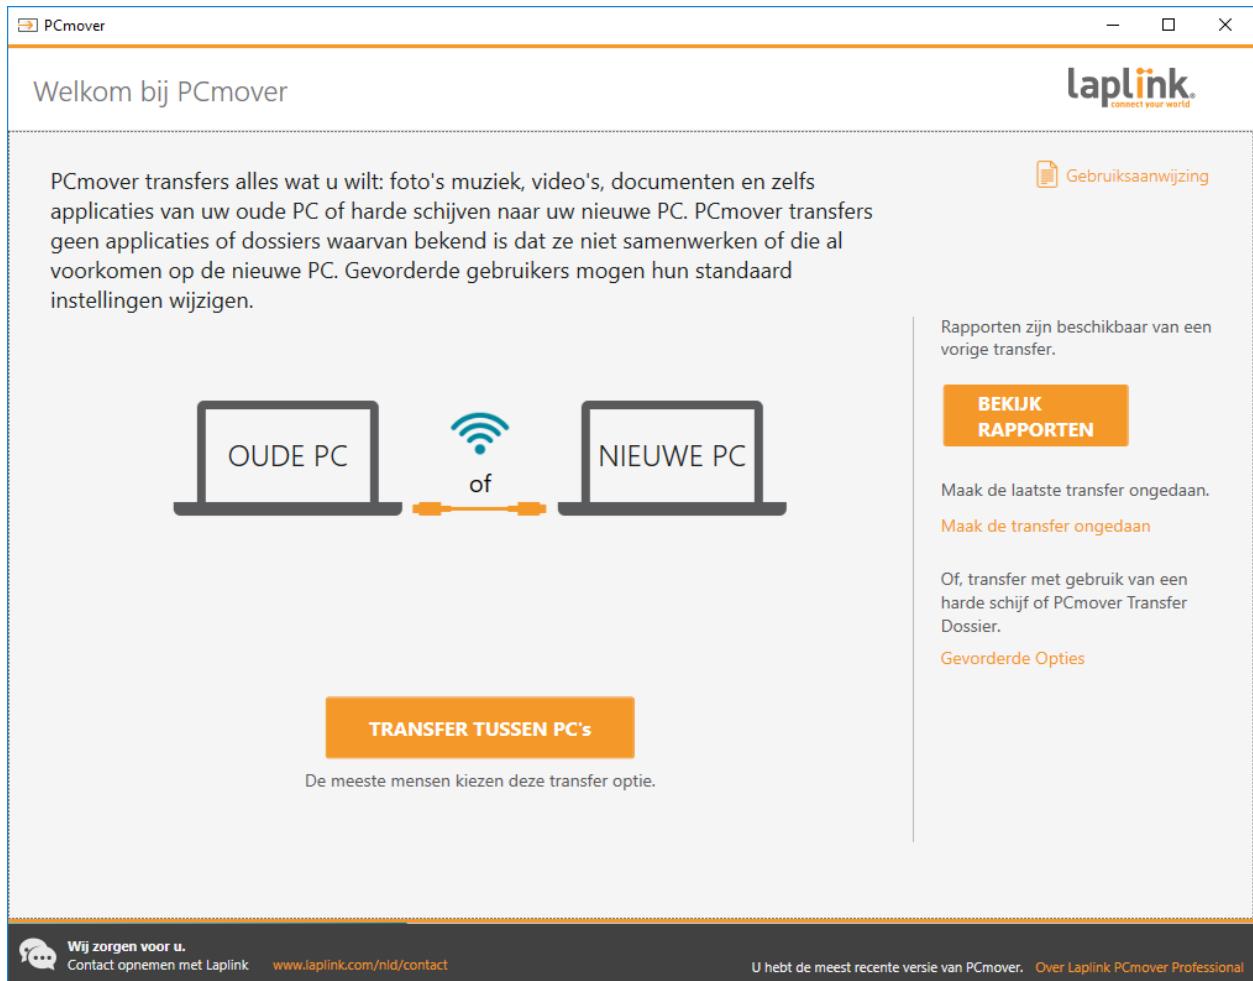 PCmover
Welkom bij PCmover
laplink.
connect your world
Gebruiksaanwijzing
PCmover transfers alles wat u wilt: foto's muziek, video's, documenten en zelfs
applicaties van uw oude PC of harde schijven naar uw nieuwe PC. PCmover transfers
geen applicaties of dossiers waarvan bekend is dat ze niet samenwerken of die al
voorkomen op de nieuwe PC. Gevorderde gebruikers mogen hun standaard
instellingen wijzigen.
OUDE PC
of
NIEUWE PC
TRANSFER TUSSEN PC's
De meeste mensen kiezen deze transfer optie.
Rapporten zijn beschikbaar van een
vorige transfer.
BEKIJK
RAPPORTEN
Maak de laatste transfer ongedaan.
Maak de transfer ongedaan
Of, transfer met gebruik van een
harde schijf of PCmover Transfer
Dossier.
Gevorderde Opties
Wij zorgen voor u.
Contact opnemen met Laplink www.laplink.com/nld/contact
U hebt de meest recente versie van PCmover. Over Laplink PCmover Professional